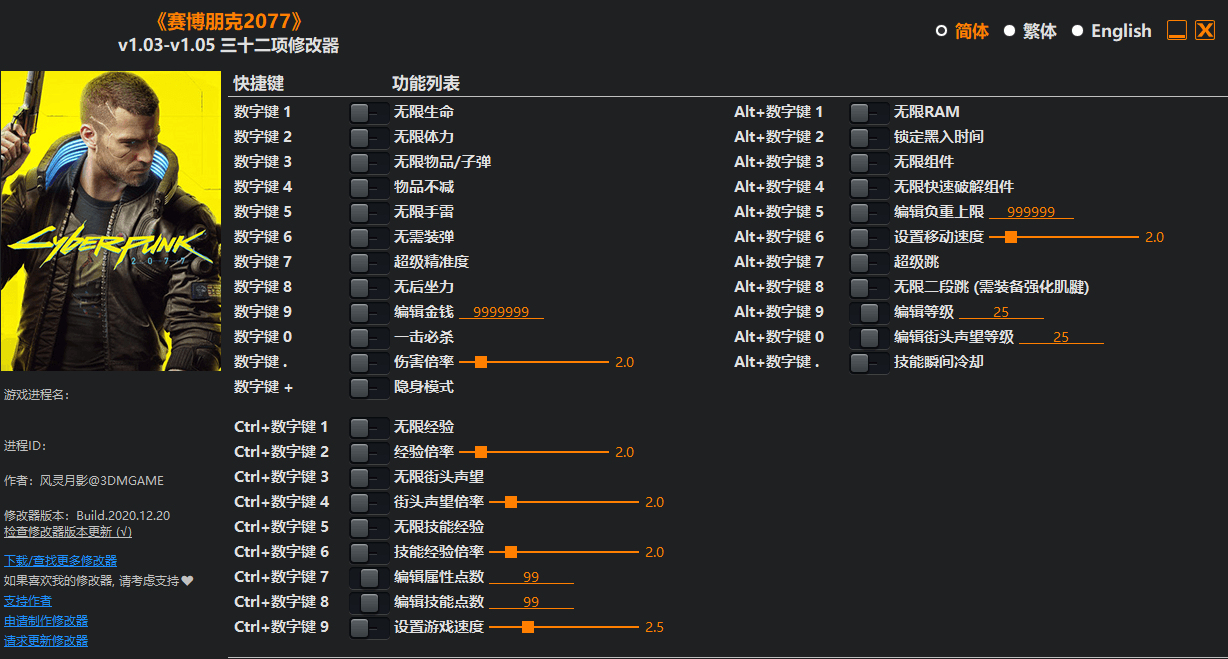 《赛博朋克2077》
v1.03-v1.05 三十二项修改器
简体 繁体 English
快捷键 功能列表
数字键 1 无限生命
数字键 2 无限体力
数字键 3 无限物品/子弹
数字键 4 物品不减
数字键 5 无限手雷
数字键 6 无需装弹
数字键 7 超级精准度
数字键 8 无后坐力
数字键 9 编辑金钱 9999999
数字键 0 一击必杀
数字键 . 伤害倍率 2.0
数字键 + 隐身模式
Ctrl+数字键 1 无限经验
Ctrl+数字键 2 经验倍率 2.0
Ctrl+数字键 3 无限街头声望
Ctrl+数字键 4 街头声望倍率 2.0
Ctrl+数字键 5 无限技能经验
Ctrl+数字键 6 技能经验倍率 2.0
Ctrl+数字键 7 编辑属性点数 99
Ctrl+数字键 8 编辑技能点数 99
Ctrl+数字键 9 设置游戏速度 2.5
Alt+数字键 1 无限RAM
Alt+数字键 2 锁定黑入时间
Alt+数字键 3 无限组件
Alt+数字键 4 无限快速破解组件
Alt+数字键 5 编辑负重上限 999999
Alt+数字键 6 设置移动速度 2.0
Alt+数字键 7 超级跳
Alt+数字键 8 无限二段跳 (需装备强化肌腱)
Alt+数字键 9 编辑等级 25
Alt+数字键 0 编辑街头声望等级 25
Alt+数字键 . 技能瞬间冷却
CYBERPUNK
2077
游戏进程名：
进程ID：
作者：风灵月影@3DMGAME
修改器版本：Build.2020.12.20
检查修改器版本更新 (√)
下载/查找更多修改器
如果喜欢我的修改器, 请考虑支持❤
支持作者
申请制作修改器
请求更新修改器